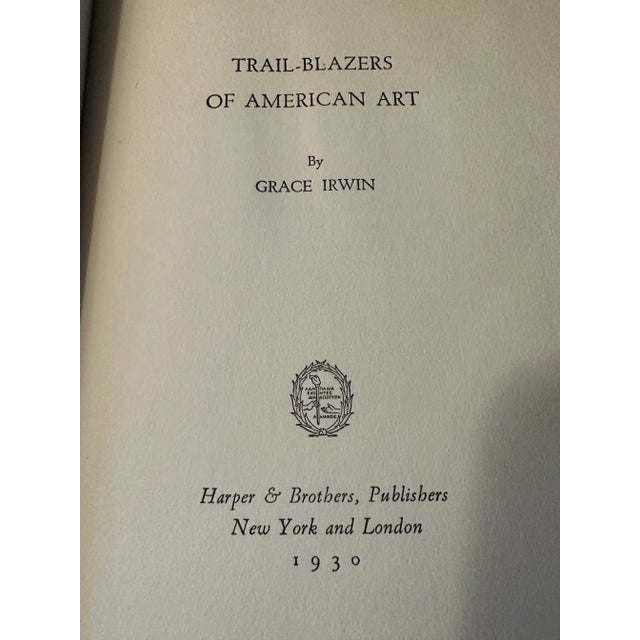 TRAIL-BLAZERS
OF AMERICAN ART
By
GRACE IRWIN
Harper & Brothers, Publishers
New York and London
1930